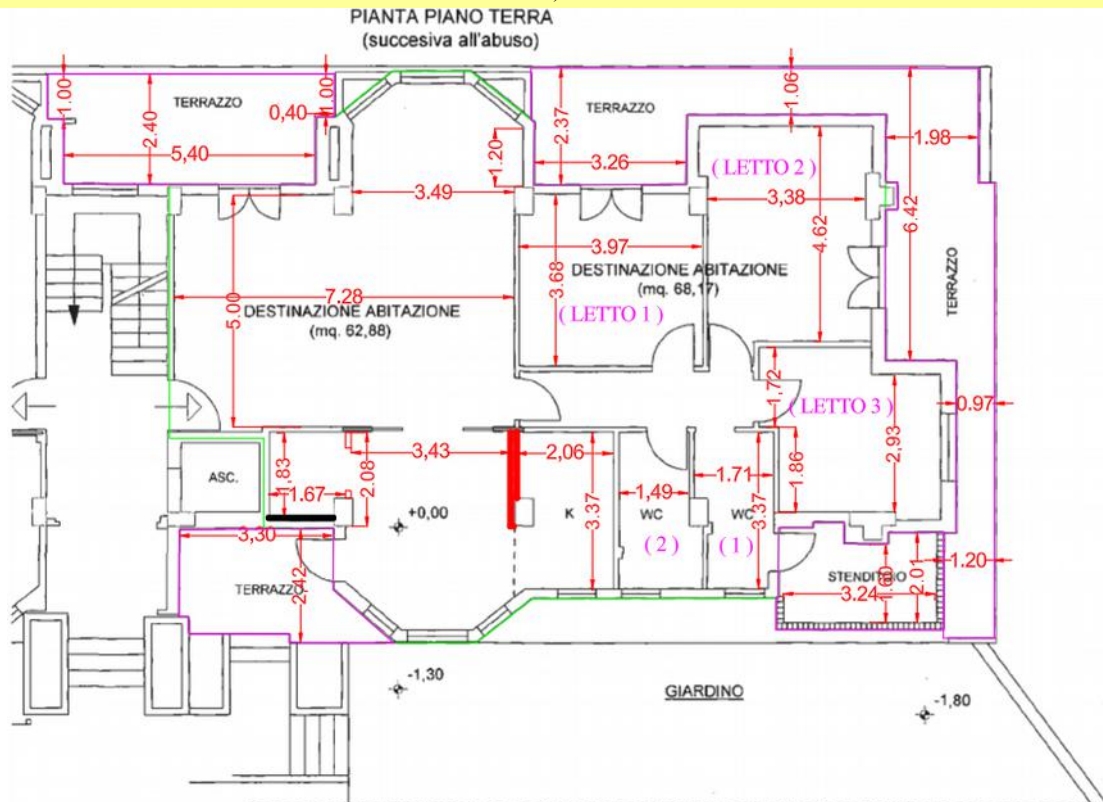 PIANTA PIANO TERRA
(succesiva all'abuso)
1.00
2.40
TERRAZZO
0,40
1.00
5,40
1.20
3.49
2.37
TERRAZZO
3.26
1.06
1.98
( LETTO 2 )
3,38
4.62
6.42
TERRAZZO
5.00
7.28
DESTINAZIONE ABITAZIONE
(mq. 62,88)
3.97
3.68
DESTINAZIONE ABITAZIONE
(mq. 68,17)
( LETTO 1 )
1,72
( LETTO 3 )
0.97
2,93
1.86
ASC.
1,83
1.67
3,43
2.08
2,06
K
3.37
1,49
WC
( 2 )
1.71
WC
( 1 )
3.37
+0,00
3,30
TERRAZZO
2,42
STENDITOIO
3.24
1.60
2.01
1.20
-1,30
GIARDINO
-1,80